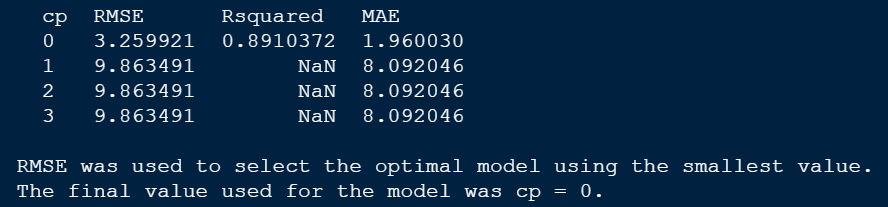 cp  RMSE      Rsquared   MAE
0   3.259921  0.8910372  1.960030
1   9.863491        NaN  8.092046
2   9.863491        NaN  8.092046
3   9.863491        NaN  8.092046
RMSE was used to select the optimal model using the smallest value.
The final value used for the model was cp = 0.